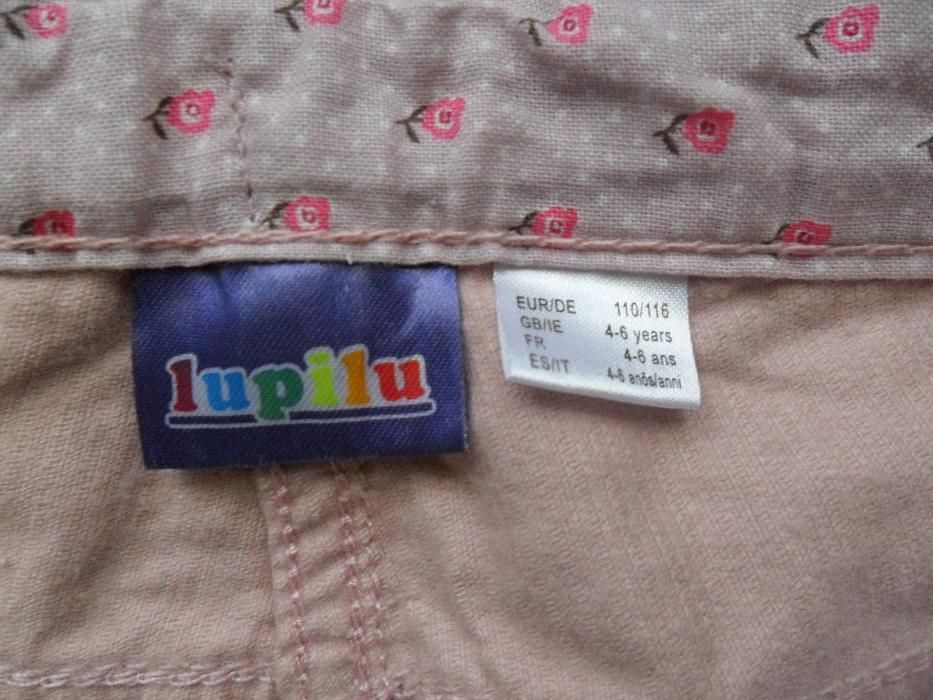 lupilu
EUR/DE 110/116
GB/IE 4-6 years
FR 4-6 ans
ES/IT 4-6 anõs/anni